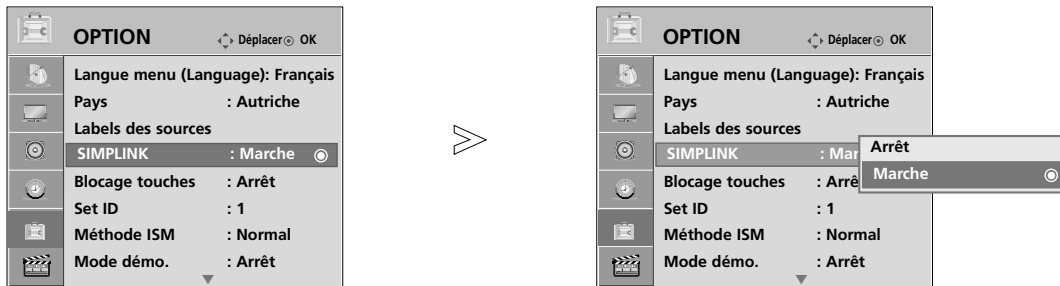 OPTION Déplacer OK
Langue menu (Language): Français
Pays : Autriche
Labels des sources
SIMPLINK : Marche
Blocage touches : Arrêt
Set ID : 1
Méthode ISM : Normal
Mode démo. : Arrêt
OPTION Déplacer OK
Langue menu (Language): Français
Pays : Autriche
Labels des sources
SIMPLINK : Mar
Blocage touches : Arrê
Set ID : 1
Méthode ISM : Normal
Mode démo. : Arrêt
Arrêt
Marche